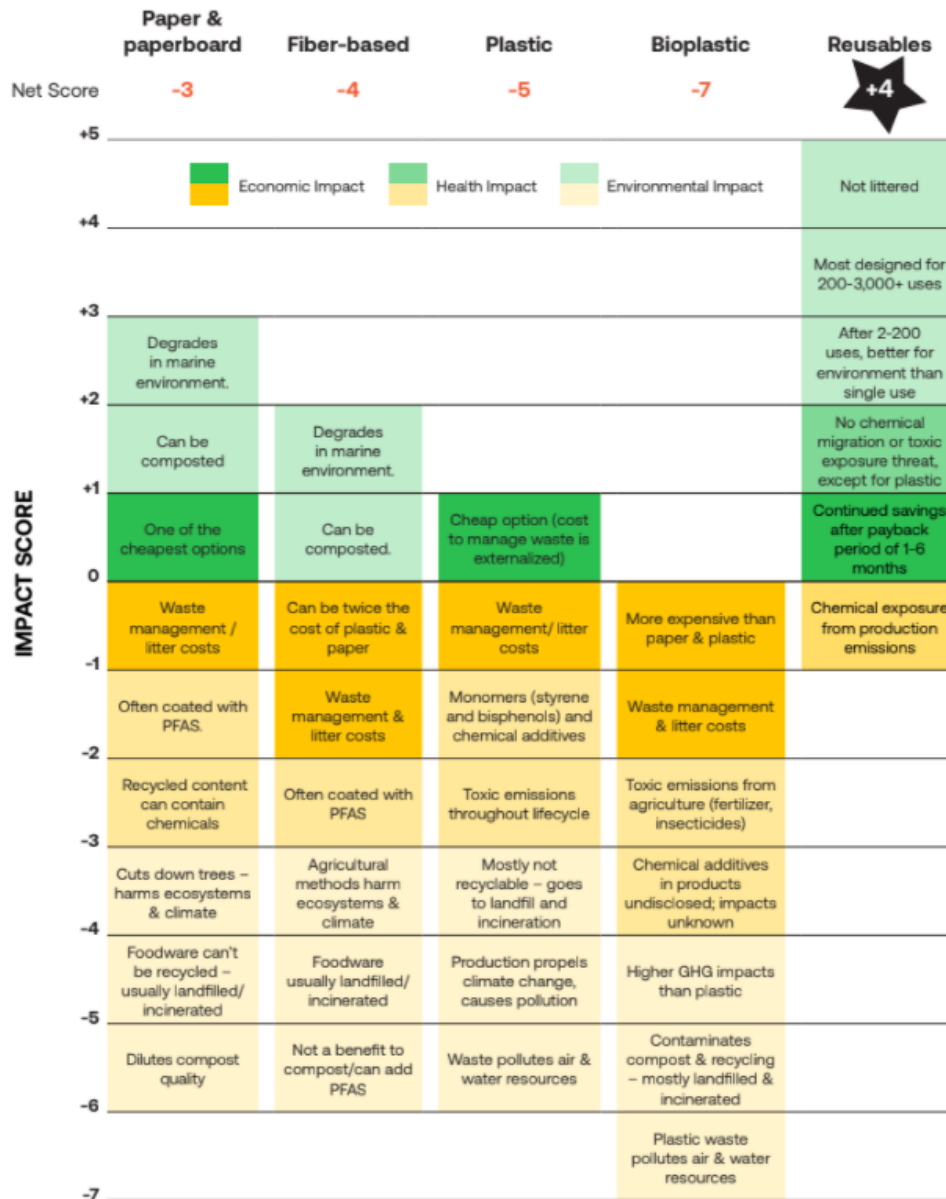 Paper &
paperboard
Fiber-based
Plastic
Bioplastic
Reusables
Net Score
-3
-4
-5
-7
+4
+5
Economic Impact
Health Impact
Environmental Impact
Not littered
+4
Most designed for
200-3,000+ uses
+3
Degrades
in marine
environment.
After 2-200
uses, better for
environment than
single use
+2
Can be
composted
Degrades
in marine
environment.
No chemical
migration or toxic
exposure threat,
except for plastic
+1
One of the
cheapest options
Can be
composted.
Cheap option (cost
to manage waste is
externalized)
Continued savings
after payback
period of 1-6
months
0
IMPACT SCORE
Waste
management /
litter costs
Can be twice the
cost of plastic &
paper
Waste
management/ litter
costs
More expensive than
paper & plastic
Chemical exposure
from production
emissions
-1
Often coated with
PFAS.
Waste
management &
litter costs
Monomers (styrene
and bisphenols) and
chemical additives
Waste management
& litter costs
-2
Recycled content
can contain
chemicals
Often coated with
PFAS
Toxic emissions
throughout lifecycle
Toxic emissions from
agriculture (fertilizer,
insecticides)
-3
Cuts down trees –
harms ecosystems
& climate
Agricultural
methods harm
ecosystems &
climate
Mostly not
recyclable – goes
to landfill and
incineration
Chemical additives
in products
undisclosed; impacts
unknown
-4
Foodware can't
be recycled –
usually landfilled/
incinerated
Foodware
usually landfilled/
incinerated
Production propels
climate change,
causes pollution
Higher GHG impacts
than plastic
-5
Dilutes compost
quality
Not a benefit to
compost/can add
PFAS
Waste pollutes air &
water resources
Contaminates
compost & recycling
– mostly landfilled &
incinerated
-6
Plastic waste
pollutes air & water
resources
-7